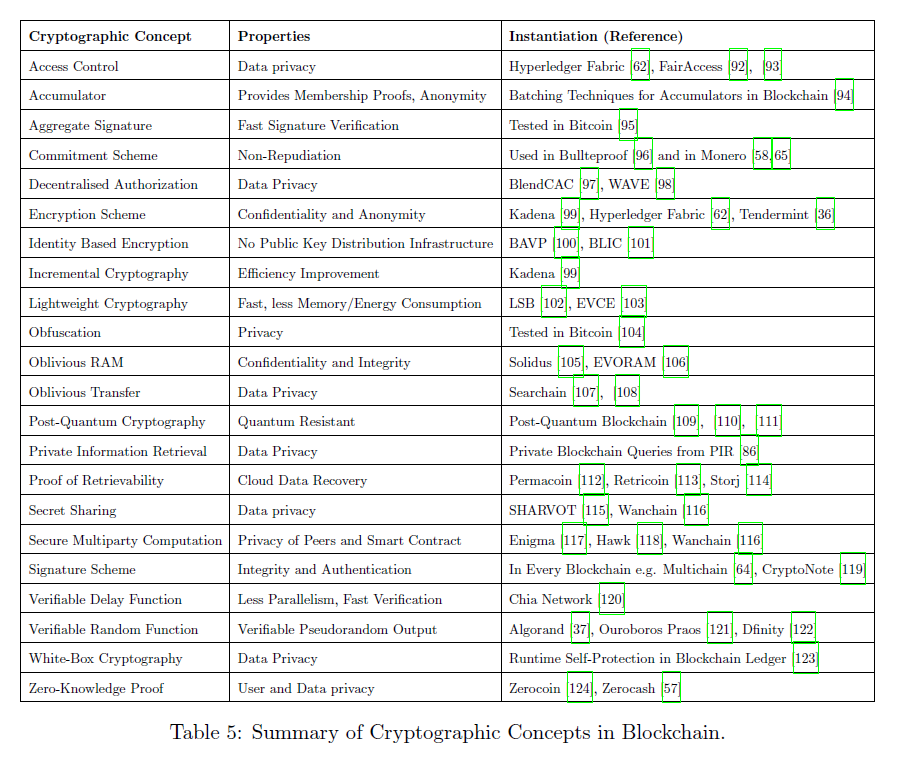 Cryptographic Concept Properties Instantiation (Reference)
Access Control Data privacy Hyperledger Fabric [62], FairAccess [92], [93]
Accumulator Provides Membership Proofs, Anonymity Batching Techniques for Accumulators in Blockchain [94]
Aggregate Signature Fast Signature Verification Tested in Bitcoin [95]
Commitment Scheme Non-Repudiation Used in Bullteproof [96] and in Monero [58,65]
Decentralised Authorization Data Privacy BlendCAC [97], WAVE [98]
Encryption Scheme Confidentiality and Anonymity Kadena [99], Hyperledger Fabric [62], Tendermint [36]
Identity Based Encryption No Public Key Distribution Infrastructure BAVP [100], BLIC [101]
Incremental Cryptography Efficiency Improvement Kadena [99]
Lightweight Cryptography Fast, less Memory/Energy Consumption LSB [102], EVCE [103]
Obfuscation Privacy Tested in Bitcoin [104]
Oblivious RAM Confidentiality and Integrity Solidus [105], EVORAM [106]
Oblivious Transfer Data Privacy Searchain [107], [108]
Post-Quantum Cryptography Quantum Resistant Post-Quantum Blockchain [109], [110], [111]
Private Information Retrieval Data Privacy Private Blockchain Queries from PIR [86]
Proof of Retrievability Cloud Data Recovery Permacoin [112], Retricoin [113], Storj [114]
Secret Sharing Data privacy SHARVOT [115], Wanchain [116]
Secure Multiparty Computation Privacy of Peers and Smart Contract Enigma [117], Hawk [118], Wanchain [116]
Signature Scheme Integrity and Authentication In Every Blockchain e.g. Multichain [64], CryptoNote [119]
Verifiable Delay Function Less Parallelism, Fast Verification Chia Network [120]
Verifiable Random Function Verifiable Pseudorandom Output Algorand [37], Ouroboros Praos [121], Dfinity [122]
White-Box Cryptography Data Privacy Runtime Self-Protection in Blockchain Ledger [123]
Zero-Knowledge Proof User and Data privacy Zerocoin [124], Zerocash [57]
Table 5: Summary of Cryptographic Concepts in Blockchain.